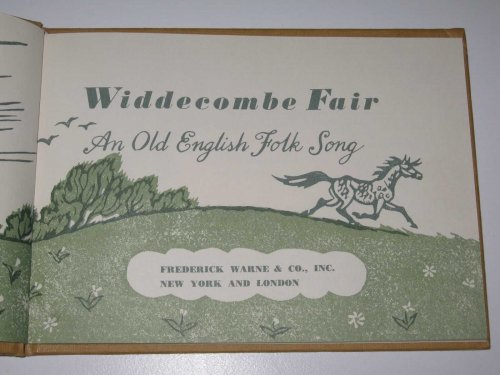 Widdecombe Fair
An Old English Folk Song
FREDERICK WARNE & CO., INC.
NEW YORK AND LONDON